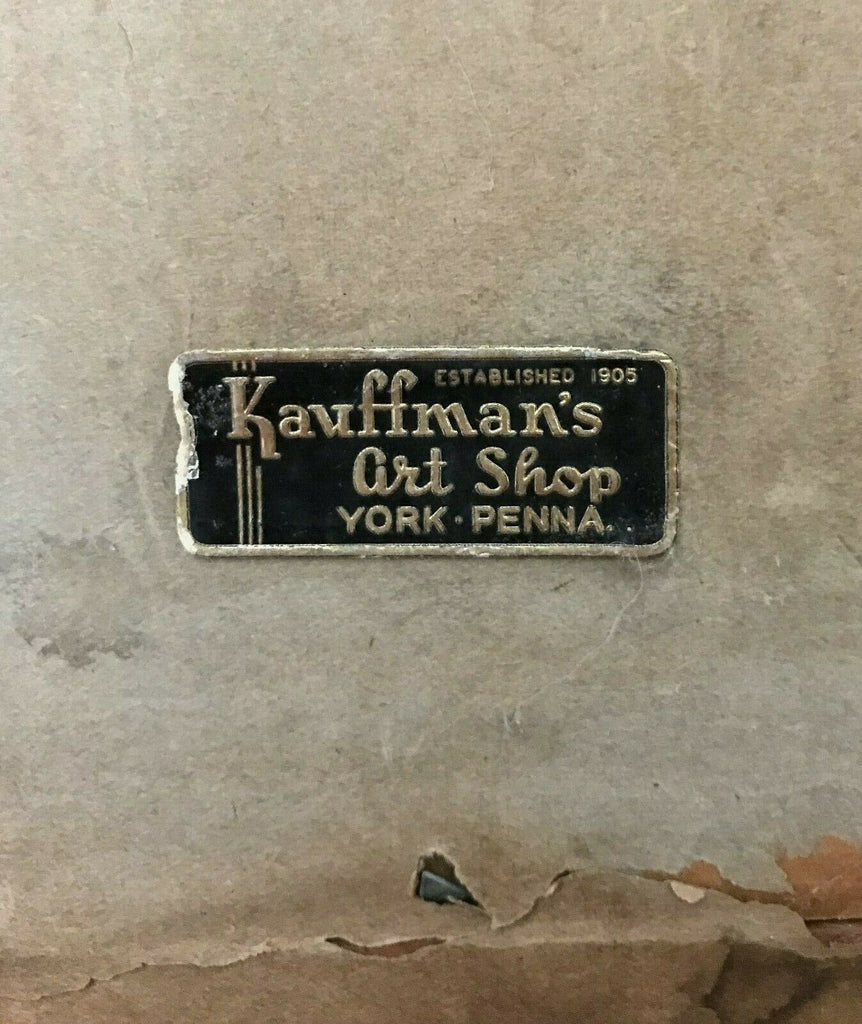 ESTABLISHED 1905
Kauffman's
Art Shop
YORK · PENNA.